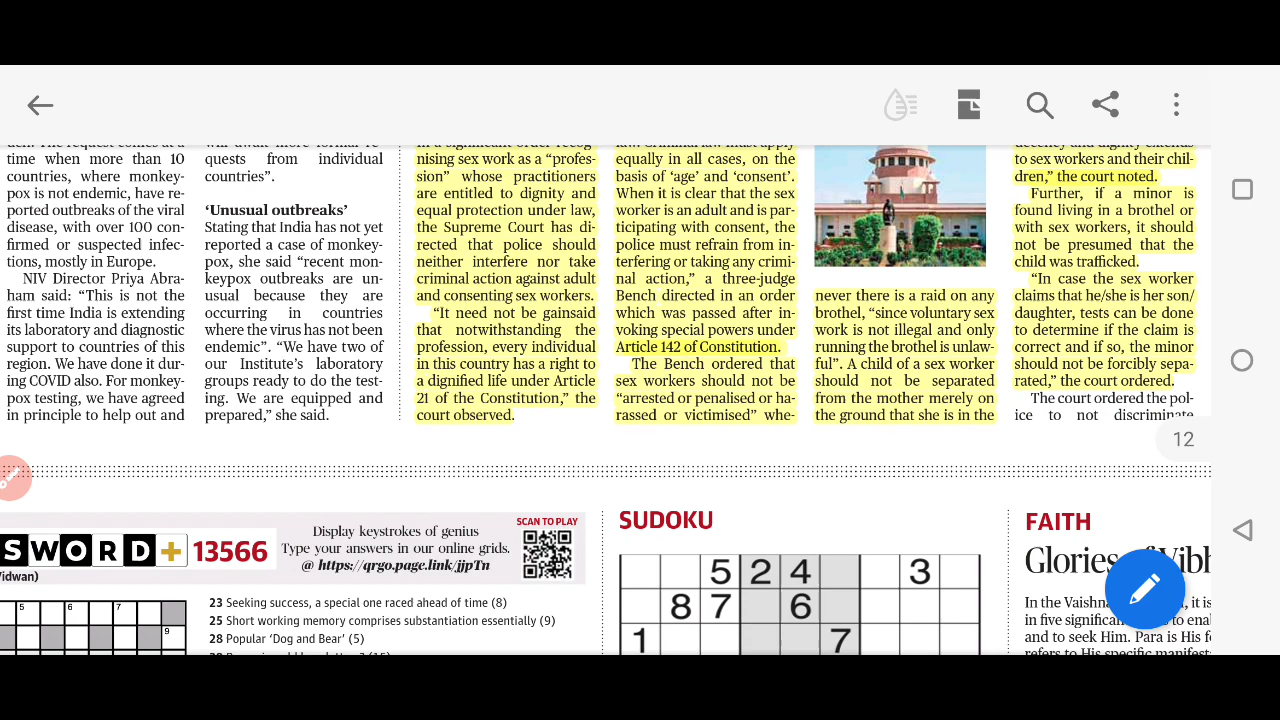 time when more than 10
countries, where monkey-
pox is not endemic, have re-
ported outbreaks of the viral
disease, with over 100 con-
firmed or suspected infec-
tions, mostly in Europe.
NIV Director Priya Abra-
ham said: “This is not the
first time India is extending
its laboratory and diagnostic
support to countries of this
region. We have done it dur-
ing COVID also. For monkey-
pox testing, we have agreed
in principle to help out and
quests from individual
countries”.
‘Unusual outbreaks’
Stating that India has not yet
reported a case of monkey-
pox, she said “recent mon-
keypox outbreaks are un-
usual because they are
occurring in countries
where the virus has not been
endemic”. “We have two of
our Institute’s laboratory
groups ready to do the test-
ing. We are equipped and
prepared,” she said.
nising sex work as a “profes-
sion” whose practitioners
are entitled to dignity and
equal protection under law,
the Supreme Court has di-
rected that police should
neither interfere nor take
criminal action against adult
and consenting sex workers.
“It need not be gainsaid
that notwithstanding the
profession, every individual
in this country has a right to
a dignified life under Article
21 of the Constitution,” the
court observed.
equally in all cases, on the
basis of ‘age’ and ‘consent’.
When it is clear that the sex
worker is an adult and is par-
ticipating with consent, the
police must refrain from in-
terfering or taking any crimi-
nal action,” a three-judge
Bench directed in an order
which was passed after in-
voking special powers under
Article 142 of Constitution.
The Bench ordered that
sex workers should not be
“arrested or penalised or ha-
rassed or victimised” whe-
never there is a raid on any
brothel, “since voluntary sex
work is not illegal and only
running the brothel is unlaw-
ful”. A child of a sex worker
should not be separated
from the mother merely on
the ground that she is in the
to sex workers and their chil-
dren,” the court noted.
Further, if a minor is
found living in a brothel or
with sex workers, it should
not be presumed that the
child was trafficked.
“In case the sex worker
claims that he/she is her son/
daughter, tests can be done
to determine if the claim is
correct and if so, the minor
should not be forcibly sepa-
rated,” the court ordered.
The court ordered the pol-
ice to not discriminate
12
SWORD+ 13566
Vidwan)
Display keystrokes of genius
Type your answers in our online grids.
@ https://qrgo.page.link/jjpTn
SCAN TO PLAY
5 6 7
9
23 Seeking success, a special one raced ahead of time (8)
25 Short working memory comprises substantiation essentially (9)
28 Popular ‘Dog and Bear’ (5)
SUDOKU
5 2 4 3
8 7 6
1 7
FAITH
Glories of
In the
in five
and to seek Him. Para is His
refers to His specific